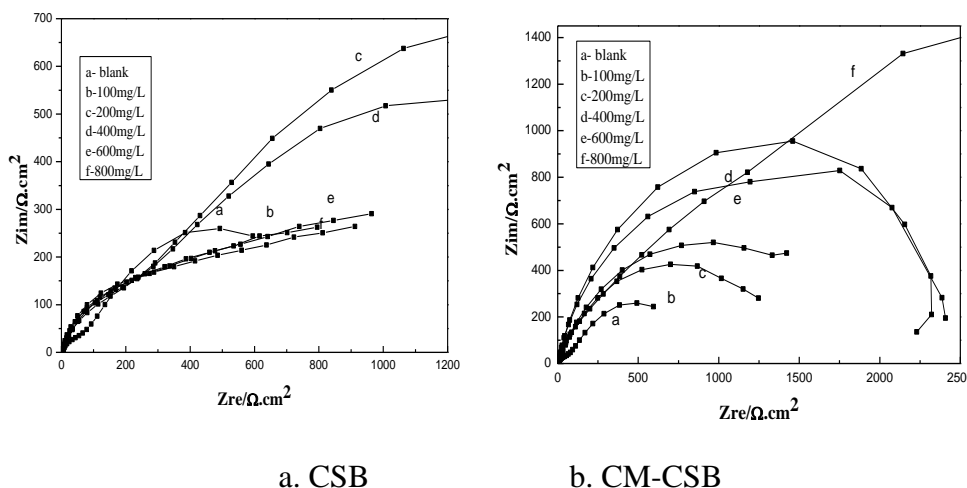 700
600
500
400
300
200
100
0
Zim/Ω.cm2
a- blank
b-100mg/L
c-200mg/L
d-400mg/L
e-600mg/L
f-800mg/L
c
d
a
b
e
f
0 200 400 600 800 1000 1200
Zre/Ω.cm2
1400
1200
1000
800
600
400
200
0
Zim/Ω.cm2
a- blank
b-100mg/L
c-200mg/L
d-400mg/L
e-600mg/L
f-800mg/L
f
d
e
c
b
a
0 500 1000 1500 2000 250
Zre/Ω.cm2
a. CSB b. CM-CSB